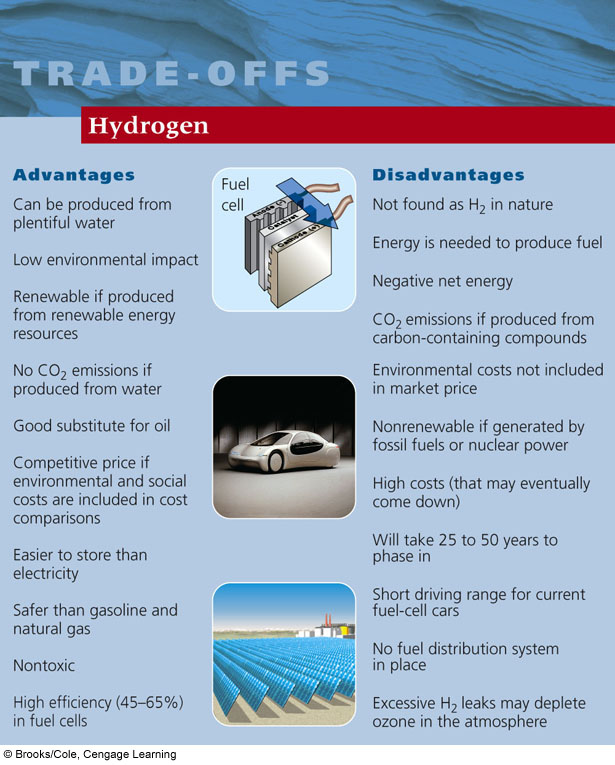 TRADE-OFFS
Hydrogen
Advantages
Can be produced from
plentiful water
Low environmental impact
Renewable if produced
from renewable energy
resources
No CO₂ emissions if
produced from water
Good substitute for oil
Competitive price if
environmental and social
costs are included in cost
comparisons
Easier to store than
electricity
Safer than gasoline and
natural gas
Nontoxic
High efficiency (45–65%)
in fuel cells
Fuel
cell
Anode (–)
Catalyst
Cathode (+)
Disadvantages
Not found as H₂ in nature
Energy is needed to produce fuel
Negative net energy
CO₂ emissions if produced from
carbon-containing compounds
Environmental costs not included
in market price
Nonrenewable if generated by
fossil fuels or nuclear power
High costs (that may eventually
come down)
Will take 25 to 50 years to
phase in
Short driving range for current
fuel-cell cars
No fuel distribution system
in place
Excessive H₂ leaks may deplete
ozone in the atmosphere
© Brooks/Cole, Cengage Learning